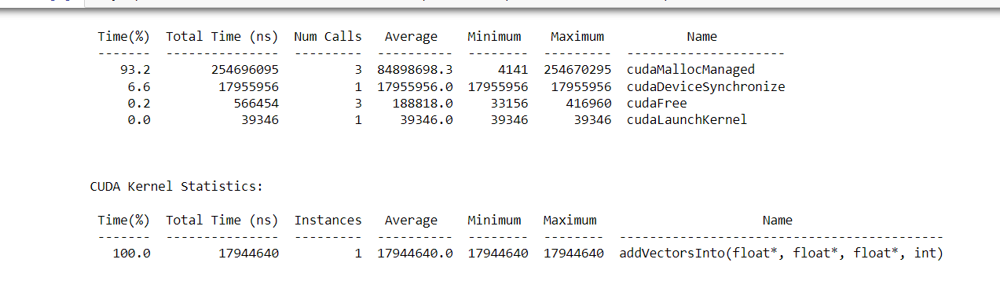 Time(%)  Total Time (ns)  Num Calls   Average    Minimum    Maximum           Name
-------  ---------------  ---------  ----------  --------  ---------  ---------------------
   93.2        254696095          3  84898698.3      4141  254670295  cudaMallocManaged
    6.6         17955956          1  17955956.0  17955956   17955956  cudaDeviceSynchronize
    0.2           566454          3    188818.0     33156     416960  cudaFree
    0.0            39346          1     39346.0     39346      39346  cudaLaunchKernel
CUDA Kernel Statistics:
Time(%)  Total Time (ns)  Instances   Average    Minimum   Maximum                      Name
-------  ---------------  ---------  ----------  --------  --------  -------------------------------------------
  100.0         17944640          1  17944640.0  17944640  17944640  addVectorsInto(float*, float*, float*, int)